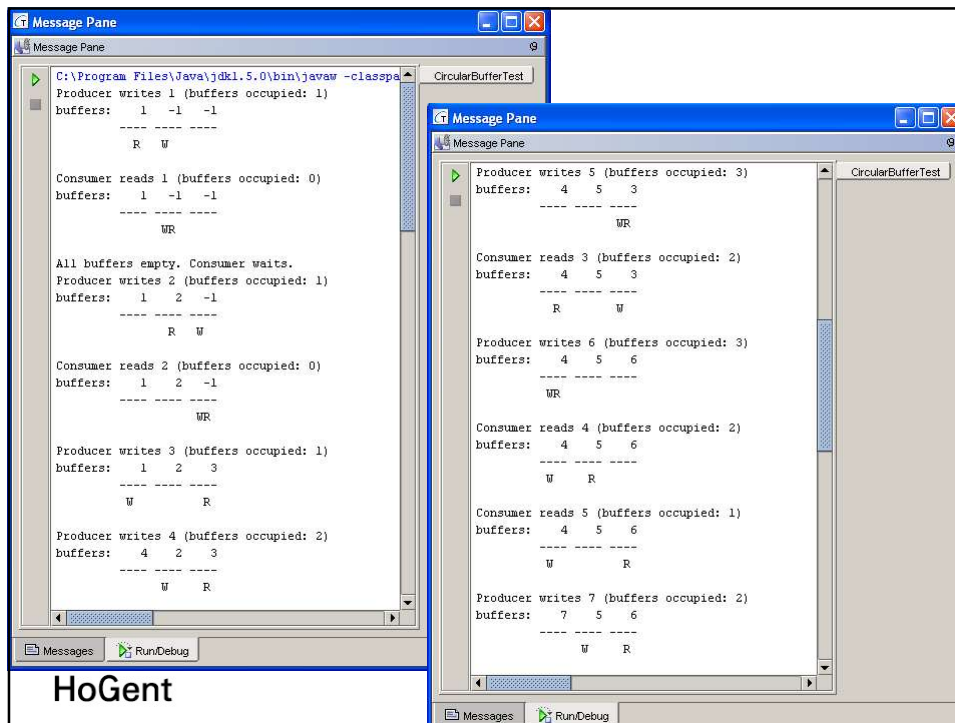 Message Pane
Message Pane
C:\Program Files\Java\jdk1.5.0\bin\javaw -classpa
CircularBufferTest
Producer writes 1 (buffers occupied: 1)
buffers:    1   -1   -1
---- ---- ----
R   W
Consumer reads 1 (buffers occupied: 0)
buffers:    1   -1   -1
---- ---- ----
WR
All buffers empty. Consumer waits.
Producer writes 2 (buffers occupied: 1)
buffers:    1    2   -1
---- ---- ----
R   W
Consumer reads 2 (buffers occupied: 0)
buffers:    1    2   -1
---- ---- ----
WR
Producer writes 3 (buffers occupied: 1)
buffers:    1    2    3
---- ---- ----
W         R
Producer writes 4 (buffers occupied: 2)
buffers:    4    2    3
---- ---- ----
W    R
Messages
Run/Debug
HoGent
Message Pane
Message Pane
Producer writes 5 (buffers occupied: 3)
CircularBufferTest
buffers:    4    5    3
---- ---- ----
WR
Consumer reads 3 (buffers occupied: 2)
buffers:    4    5    3
---- ---- ----
R         W
Producer writes 6 (buffers occupied: 3)
buffers:    4    5    6
---- ---- ----
WR
Consumer reads 4 (buffers occupied: 2)
buffers:    4    5    6
---- ---- ----
W    R
Consumer reads 5 (buffers occupied: 1)
buffers:    4    5    6
---- ---- ----
W         R
Producer writes 7 (buffers occupied: 2)
buffers:    7    5    6
---- ---- ----
W    R
Messages
Run/Debug